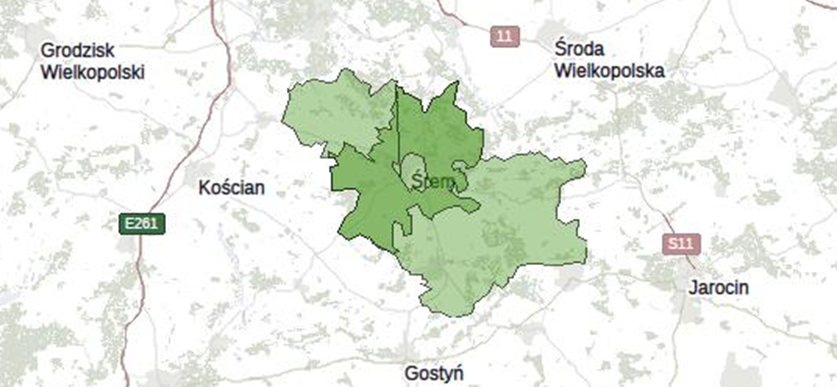 11
Grodzisk
Wielkopolski
Środa
Wielkopolska
Kościan
Śrem
E261
S11
Jarocin
Gostyń